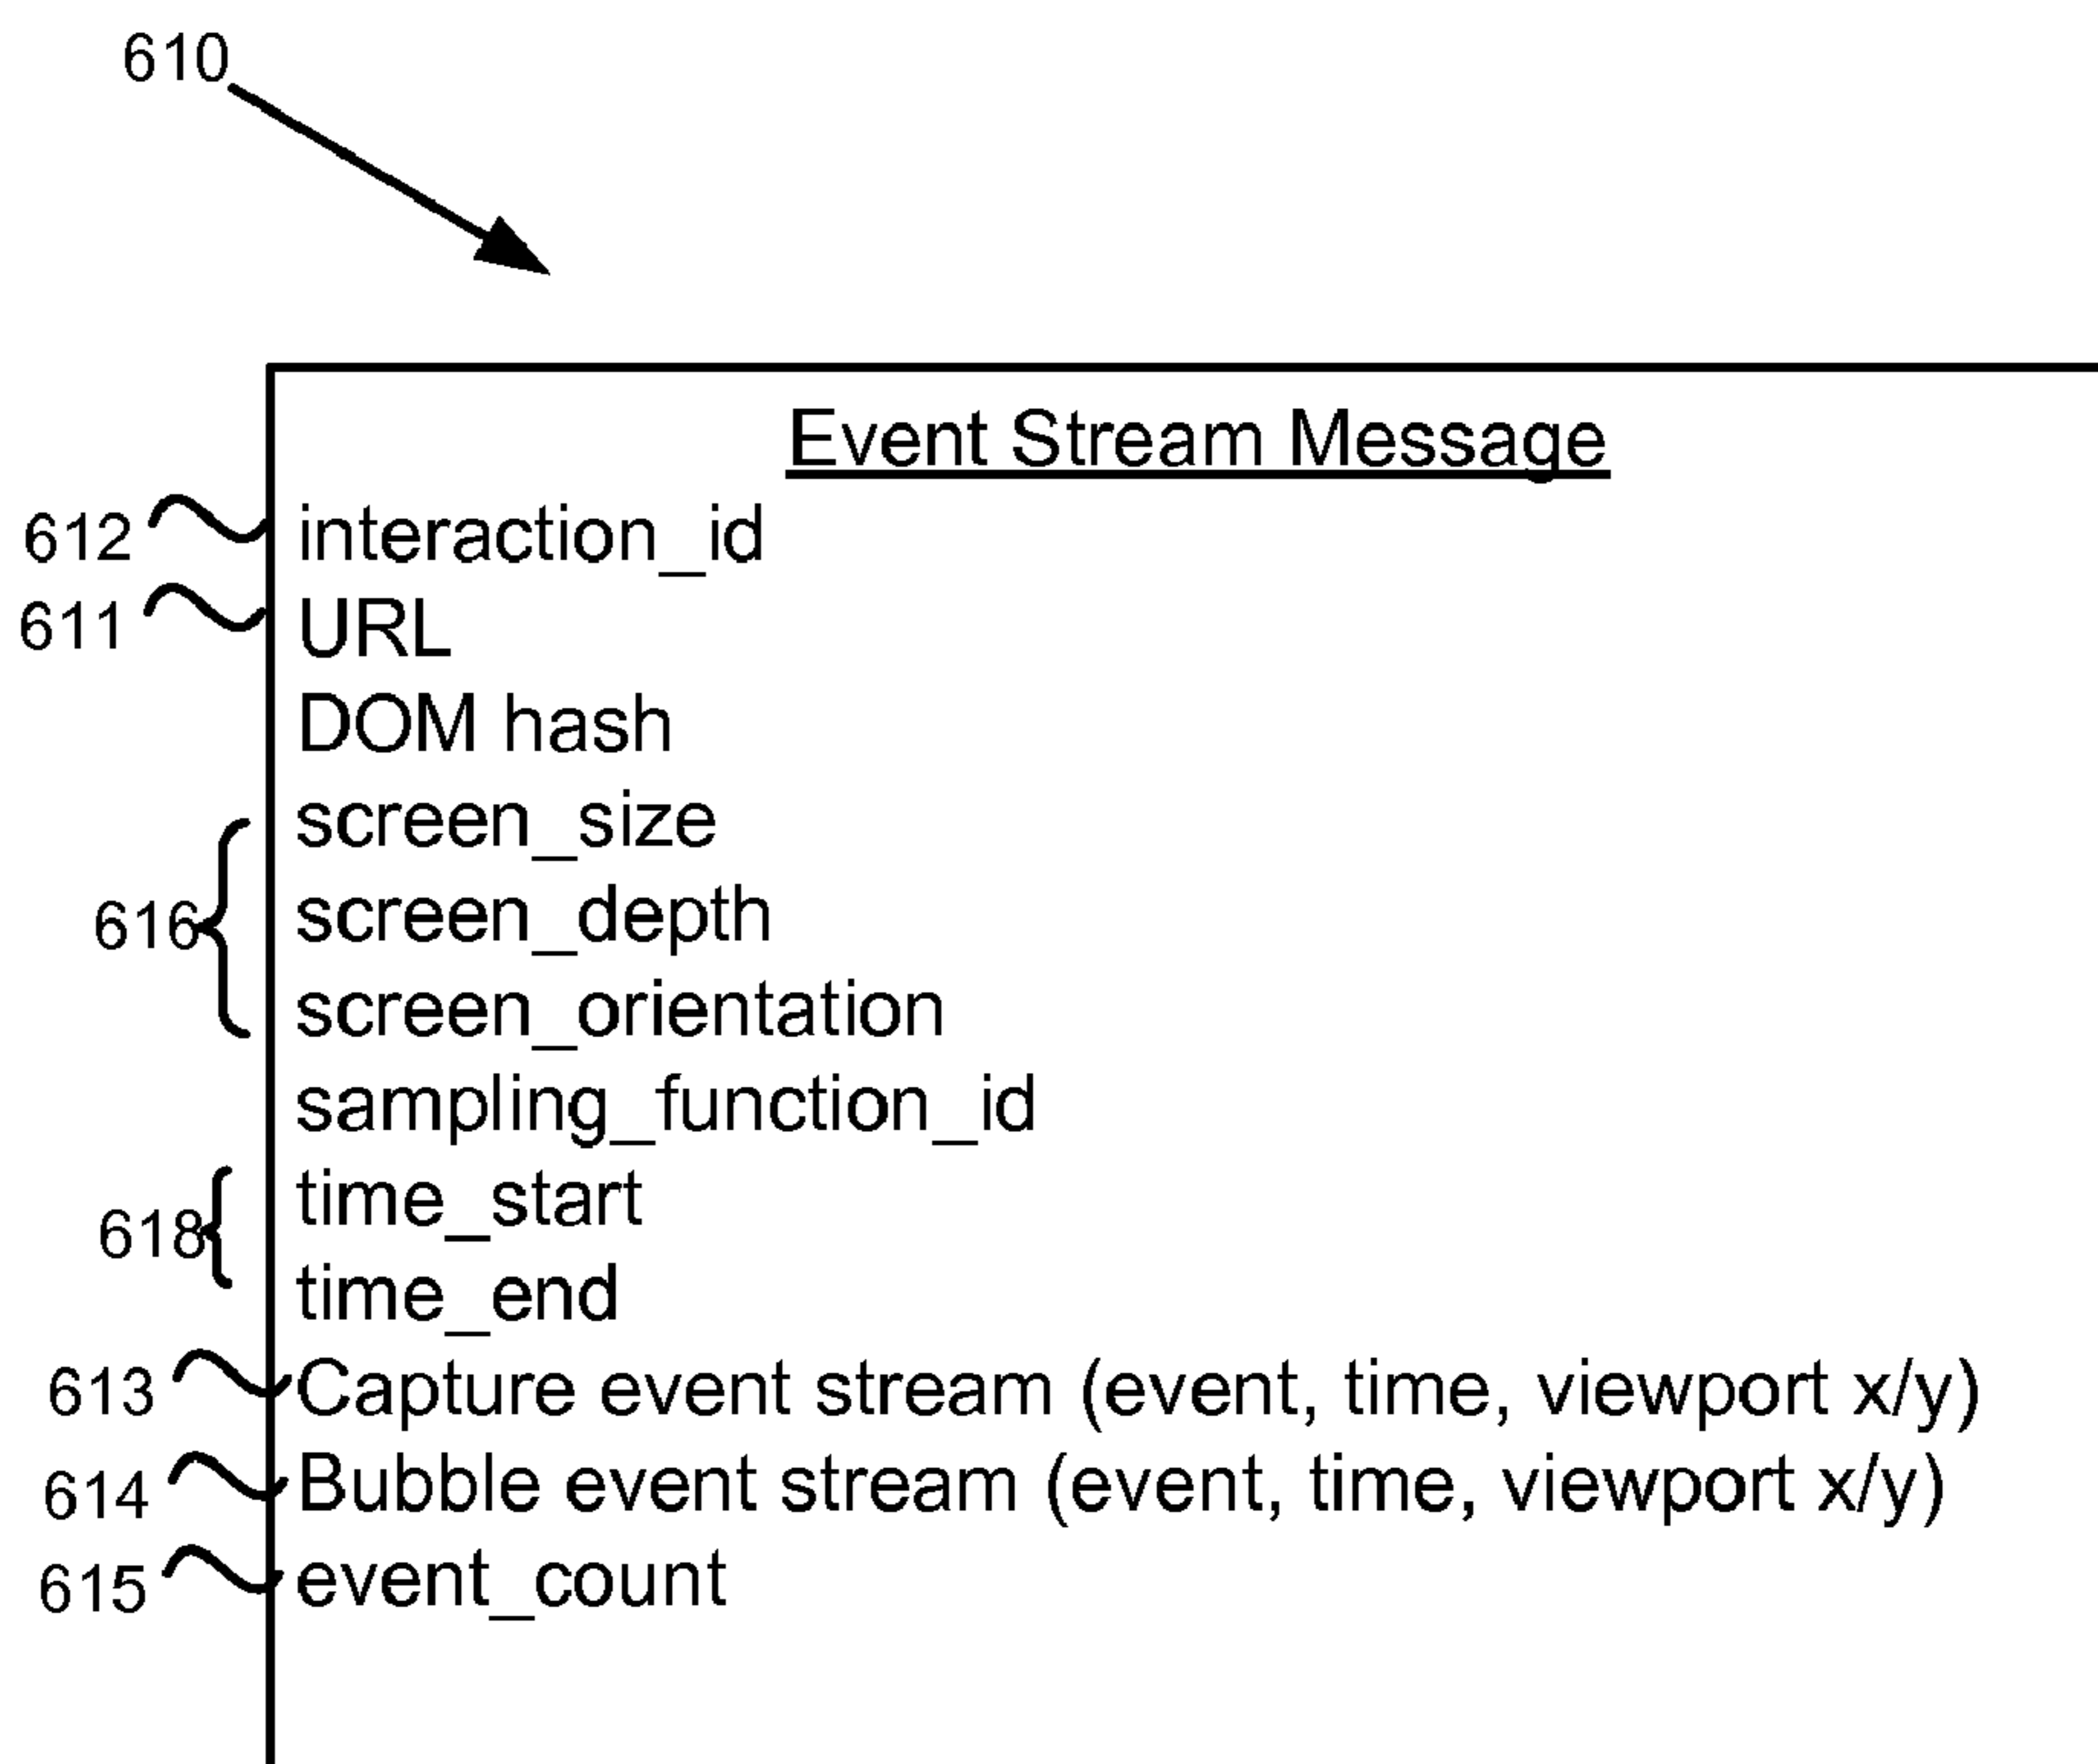 610
Event Stream Message
612 interaction_id
611 URL
DOM hash
screen_size
616 screen_depth
screen_orientation
sampling_function_id
618 time_start
time_end
613 Capture event stream (event, time, viewport x/y)
614 Bubble event stream (event, time, viewport x/y)
615 event_count